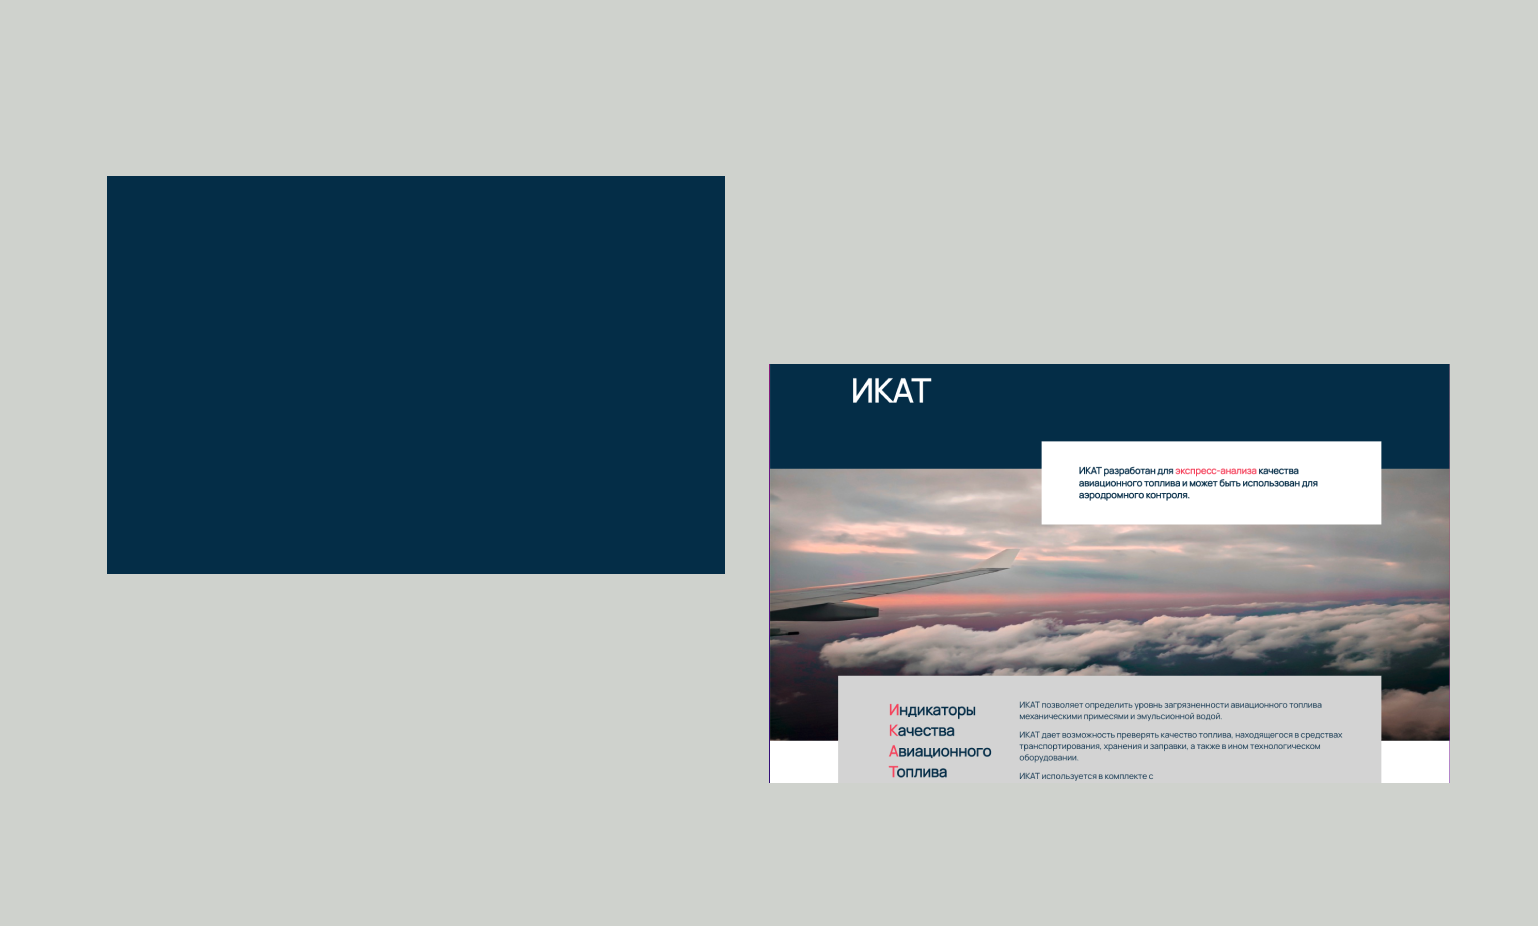 ИКАТ
ИКАТ разработан для экспресс-анализа качества
авиационного топлива и может быть использован для
аэродромного контроля.
Индикаторы
Качества
Авиационного
Топлива
ИКАТ позволяет определить уровнь загрязненности авиационного топлива
механическими примесями и эмульсионной водой.
ИКАТ дает возможность преверять качество топлива, находящегося в средствах
транспортирования, хранения и заправки, а также в ином технологическом
оборудовании.
ИКАТ используется в комплекте с